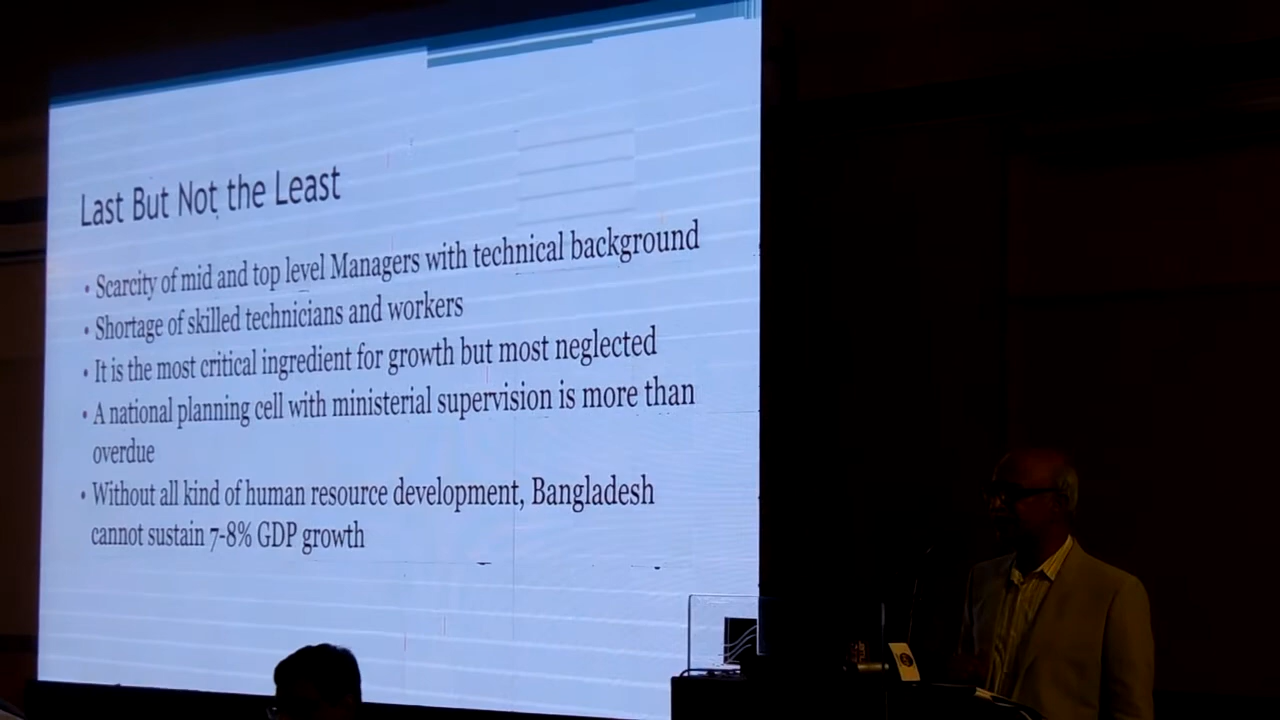 Last But Not the Least
• Scarcity of mid and top level Managers with technical background
• Shortage of skilled technicians and workers
• It is the most critical ingredient for growth but most neglected
• A national planning cell with ministerial supervision is more than
overdue
• Without all kind of human resource development, Bangladesh
cannot sustain 7-8% GDP growth